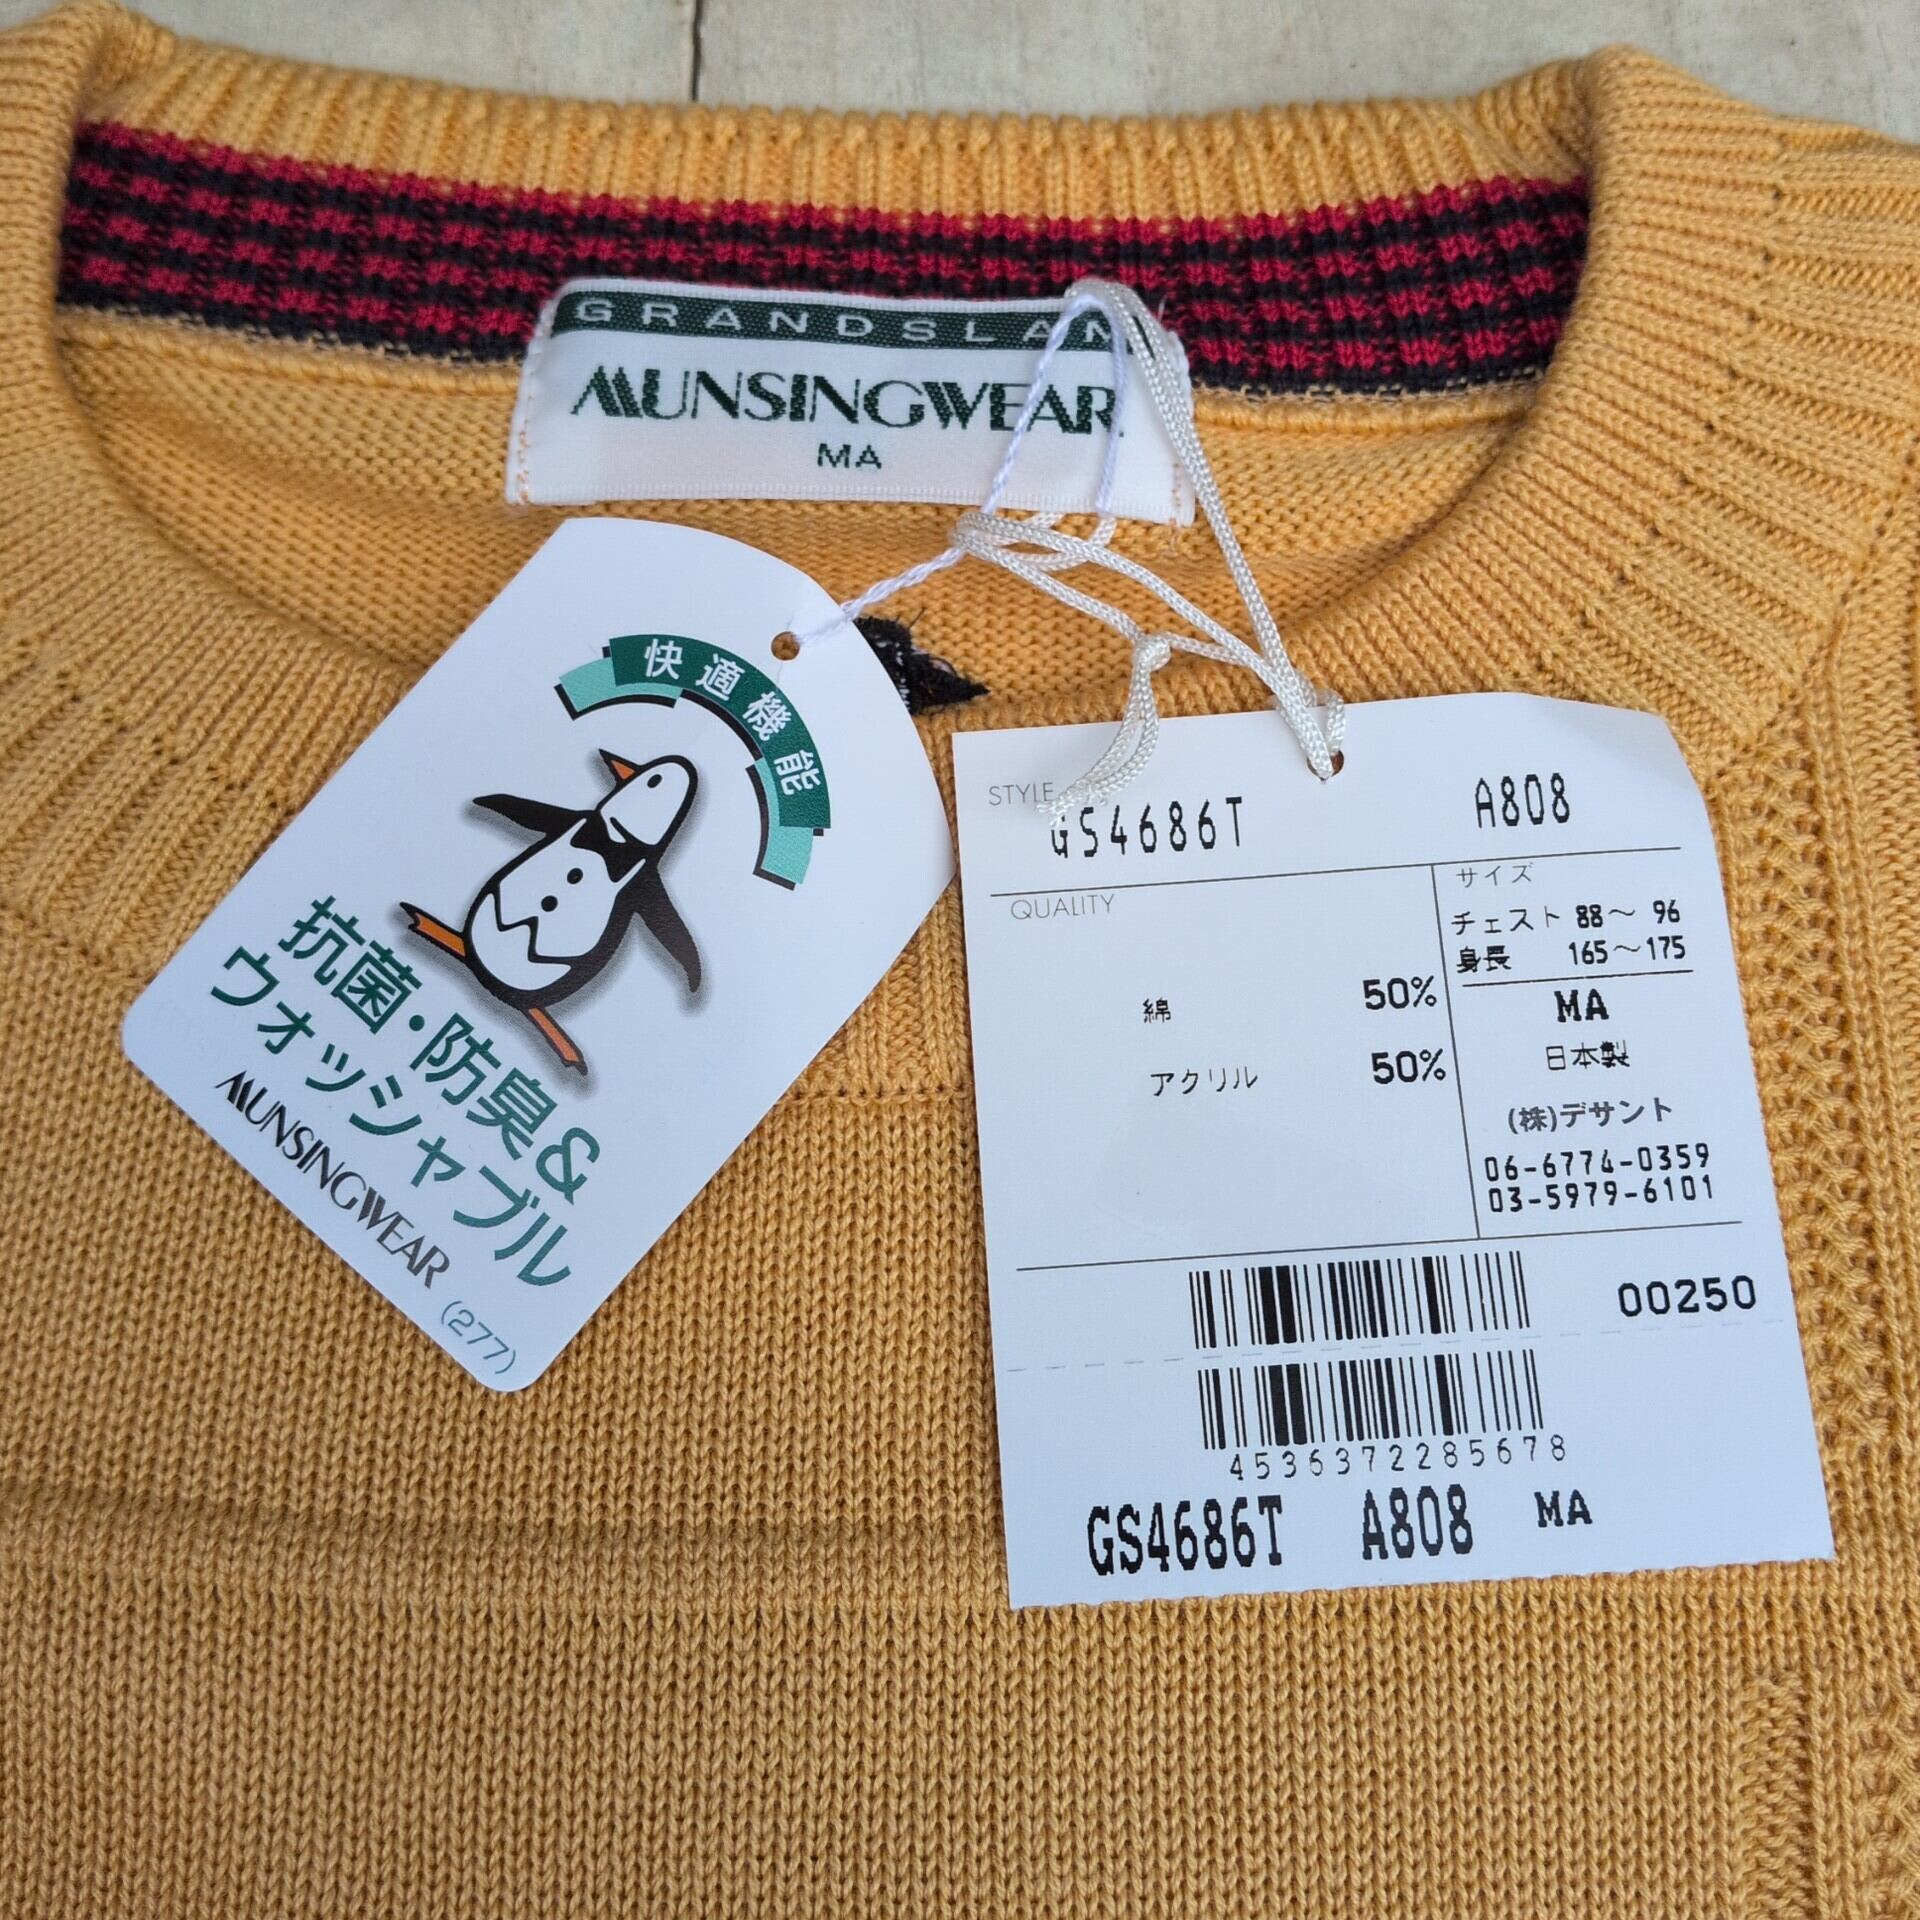 GRANDSLAM
MUNSINGWEAR
MA
快適機能
抗菌・防臭&
ウォッシャブル
MUNSINGWEAR
(277)
STYLE
GS4686T A808
QUALITY
綿 50%
アクリル 50%
サイズ
チェスト 88～ 96
身長 165～175
MA
日本製
(株)デサント
06-6774-0359
03-5979-6101
00250
4536372285678
GS4686T A808 MA